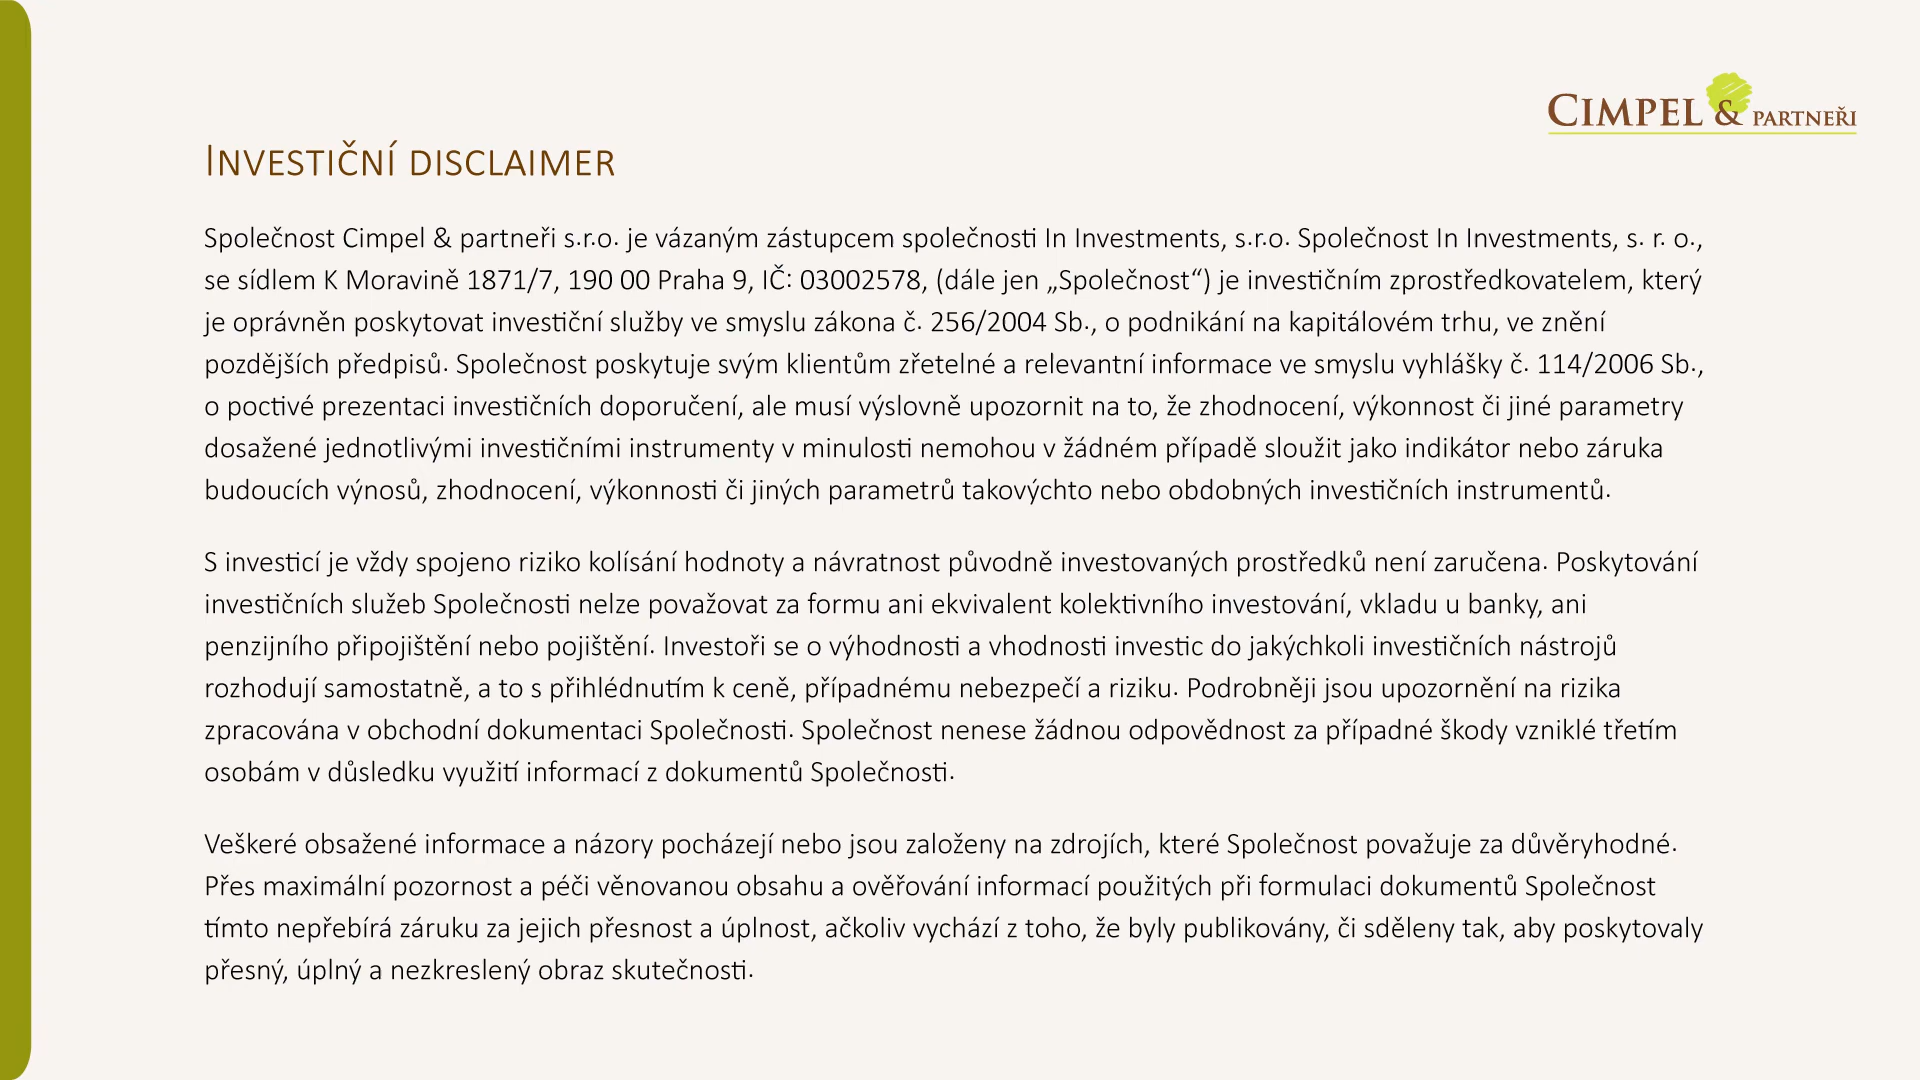 CIMPEL & PARTNEŘI
INVESTIČNÍ DISCLAIMER
Společnost Cimpel & partneři s.r.o. je vázaným zástupcem společnosti In Investments, s.r.o. Společnost In Investments, s. r. o.,
se sídlem K Moravině 1871/7, 190 00 Praha 9, IČ: 03002578, (dále jen „Společnost“) je investičním zprostředkovatelem, který
je oprávněn poskytovat investiční služby ve smyslu zákona č. 256/2004 Sb., o podnikání na kapitálovém trhu, ve znění
pozdějších předpisů. Společnost poskytuje svým klientům zřetelné a relevantní informace ve smyslu vyhlášky č. 114/2006 Sb.,
o poctivé prezentaci investičních doporučení, ale musí výslovně upozornit na to, že zhodnocení, výkonnost či jiné parametry
dosažené jednotlivými investičními instrumenty v minulosti nemohou v žádném případě sloužit jako indikátor nebo záruka
budoucích výnosů, zhodnocení, výkonnosti či jiných parametrů takovýchto nebo obdobných investičních instrumentů.
S investicí je vždy spojeno riziko kolísání hodnoty a návratnost původně investovaných prostředků není zaručena. Poskytování
investičních služeb Společnosti nelze považovat za formu ani ekvivalent kolektivního investování, vkladu u banky, ani
penzijního připojištění nebo pojištění. Investoři se o výhodnosti a vhodnosti investic do jakýchkoli investičních nástrojů
rozhodují samostatně, a to s přihlédnutím k ceně, případnému nebezpečí a riziku. Podrobněji jsou upozornění na rizika
zpracována v obchodní dokumentaci Společnosti. Společnost nenese žádnou odpovědnost za případné škody vzniklé třetím
osobám v důsledku využití informací z dokumentů Společnosti.
Veškeré obsažené informace a názory pocházejí nebo jsou založeny na zdrojích, které Společnost považuje za důvěryhodné.
Přes maximální pozornost a péči věnovanou obsahu a ověřování informací použitých při formulaci dokumentů Společnost
tímto nepřebírá záruku za jejich přesnost a úplnost, ačkoliv vychází z toho, že byly publikovány, či sděleny tak, aby poskytovaly
přesný, úplný a nezkreslený obraz skutečnosti.